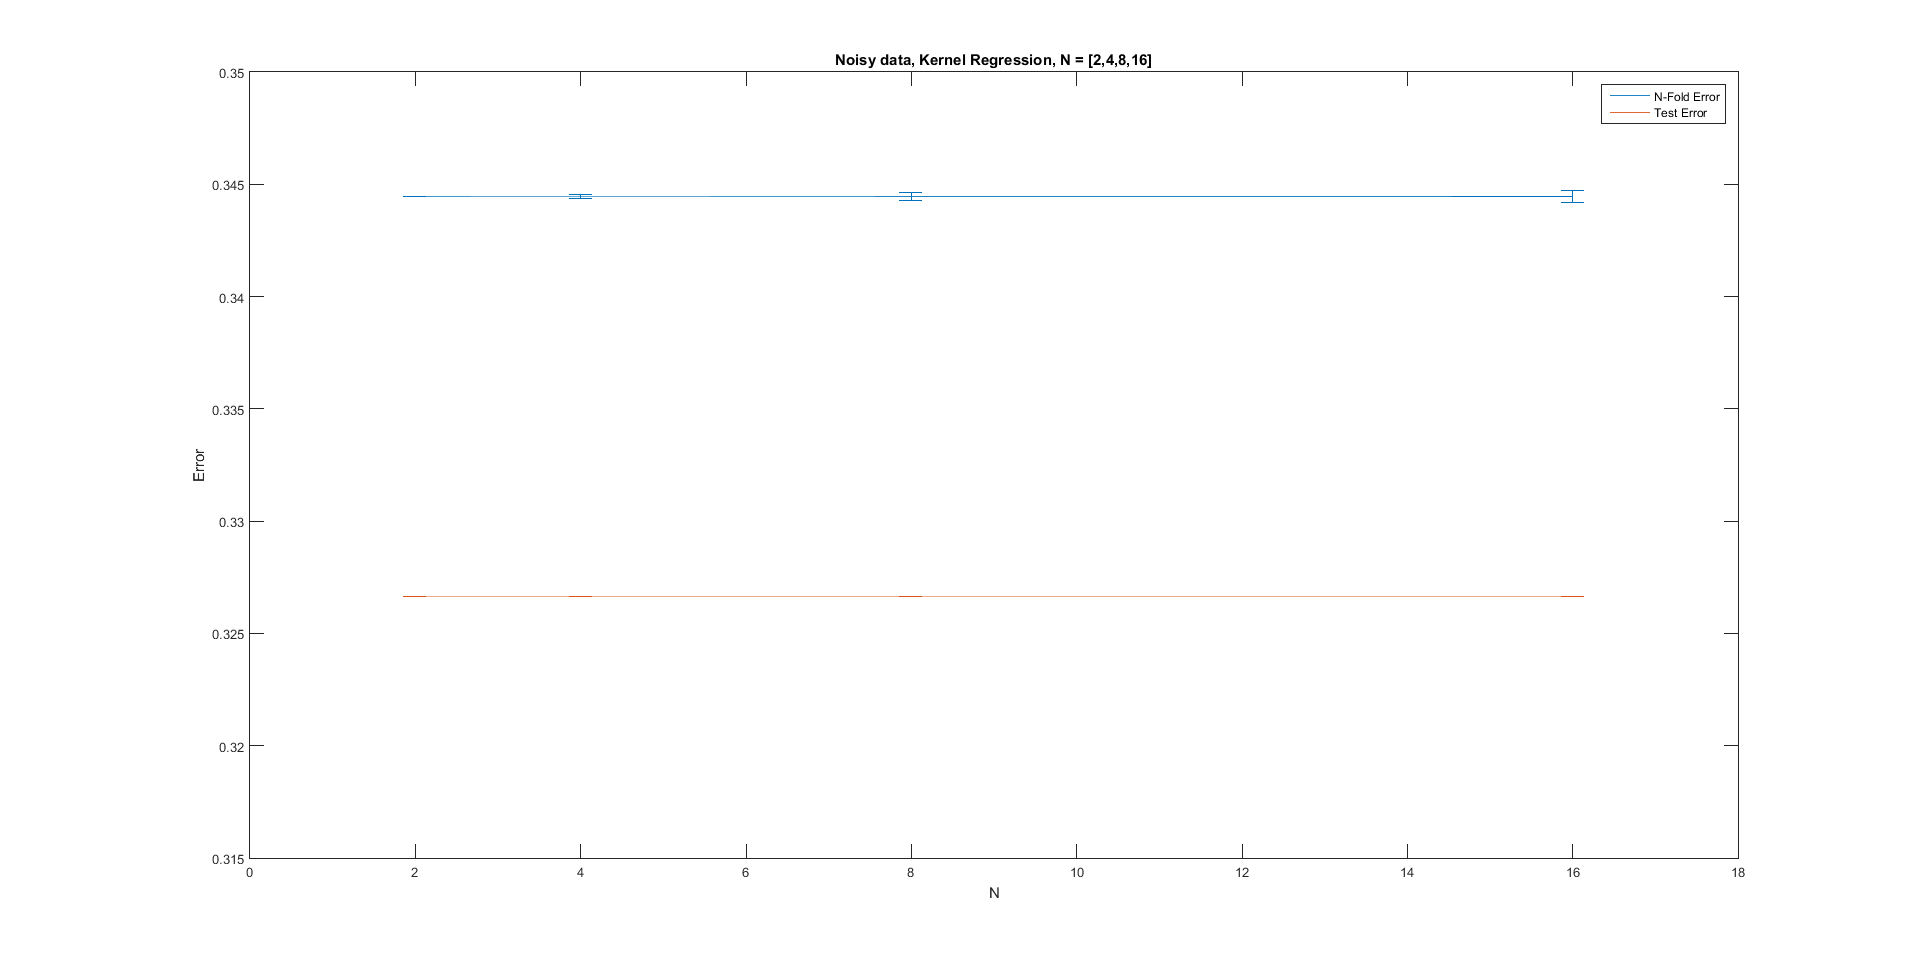 Noisy data, Kernel Regression, N = [2,4,8,16]
0.35
N-Fold Error
Test Error
0.345
0.34
0.335
Error
0.33
0.325
0.32
0.315
0 2 4 6 8 10 12 14 16 18
N